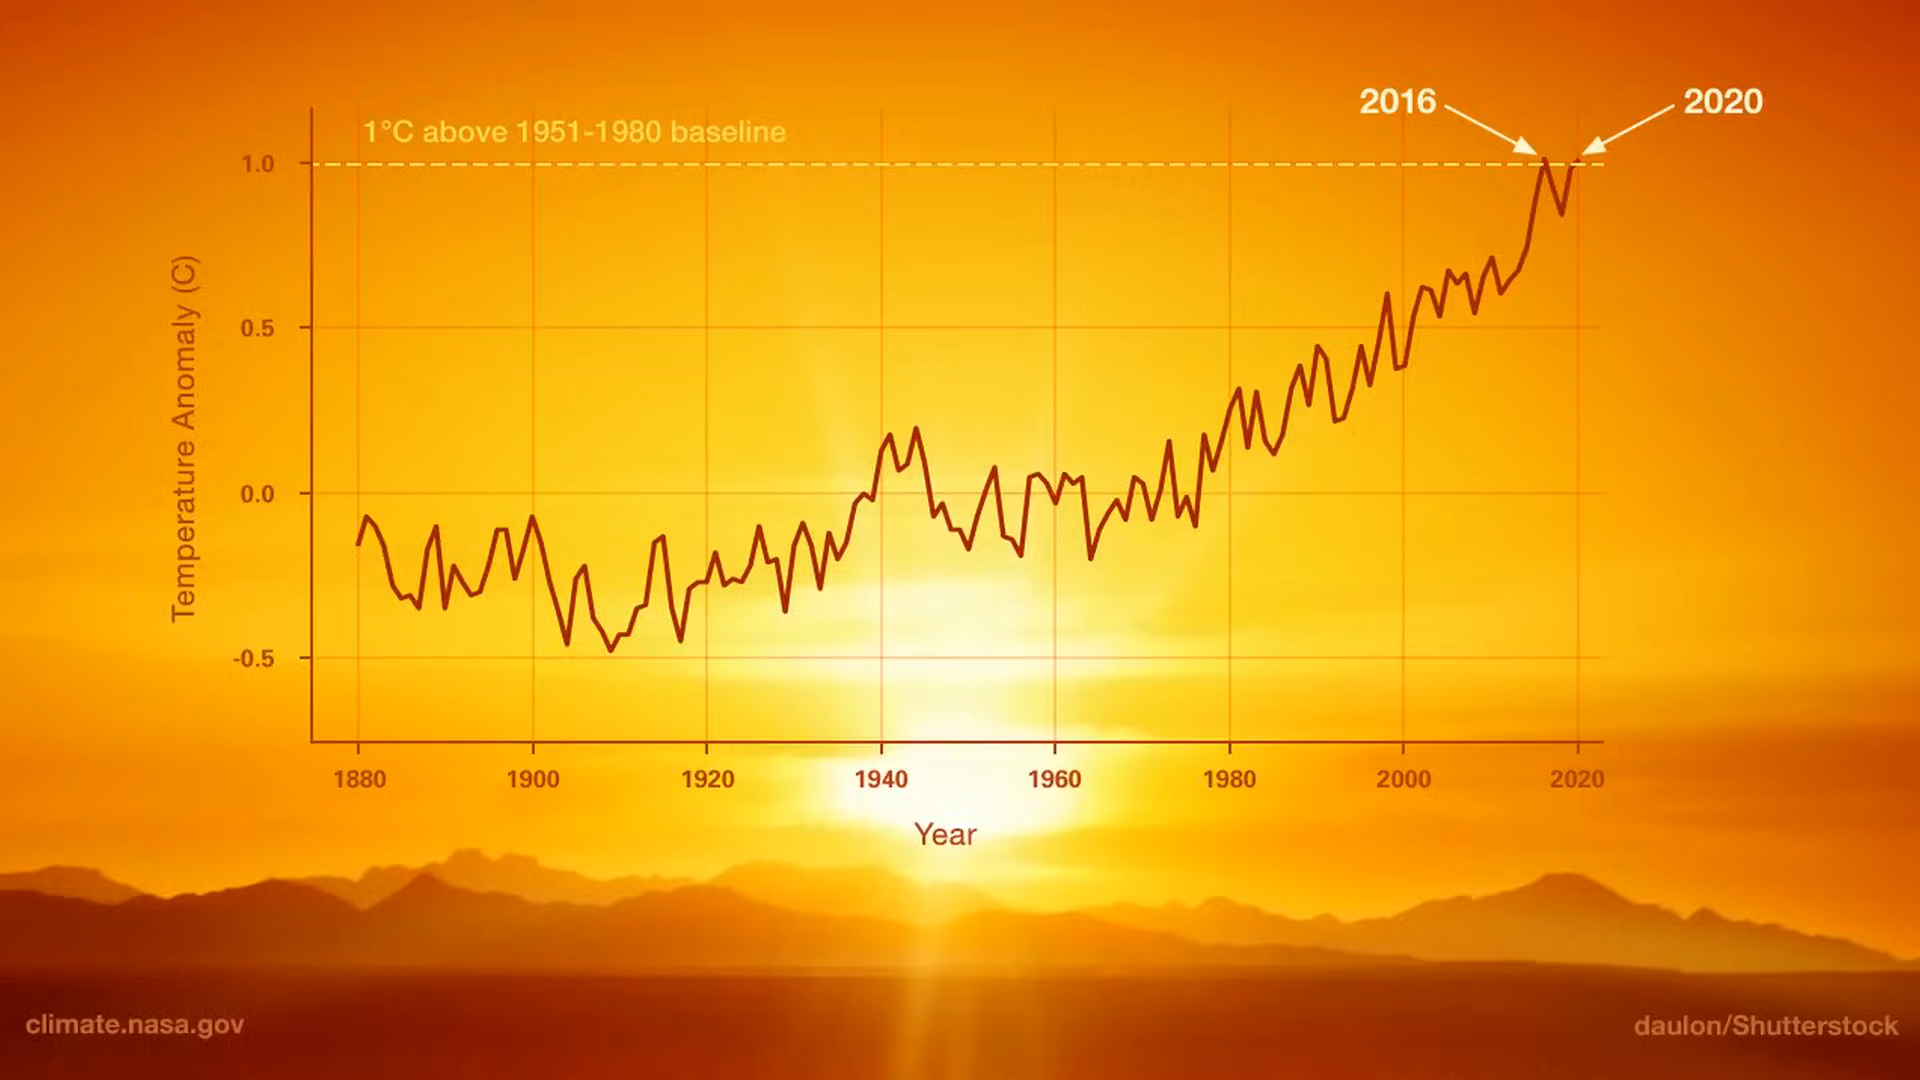 2016
2020
1°C above 1951-1980 baseline
1.0
0.5
0.0
-0.5
Temperature Anomaly (C)
1880 1900 1920 1940 1960 1980 2000 2020
Year
climate.nasa.gov
daulon/Shutterstock